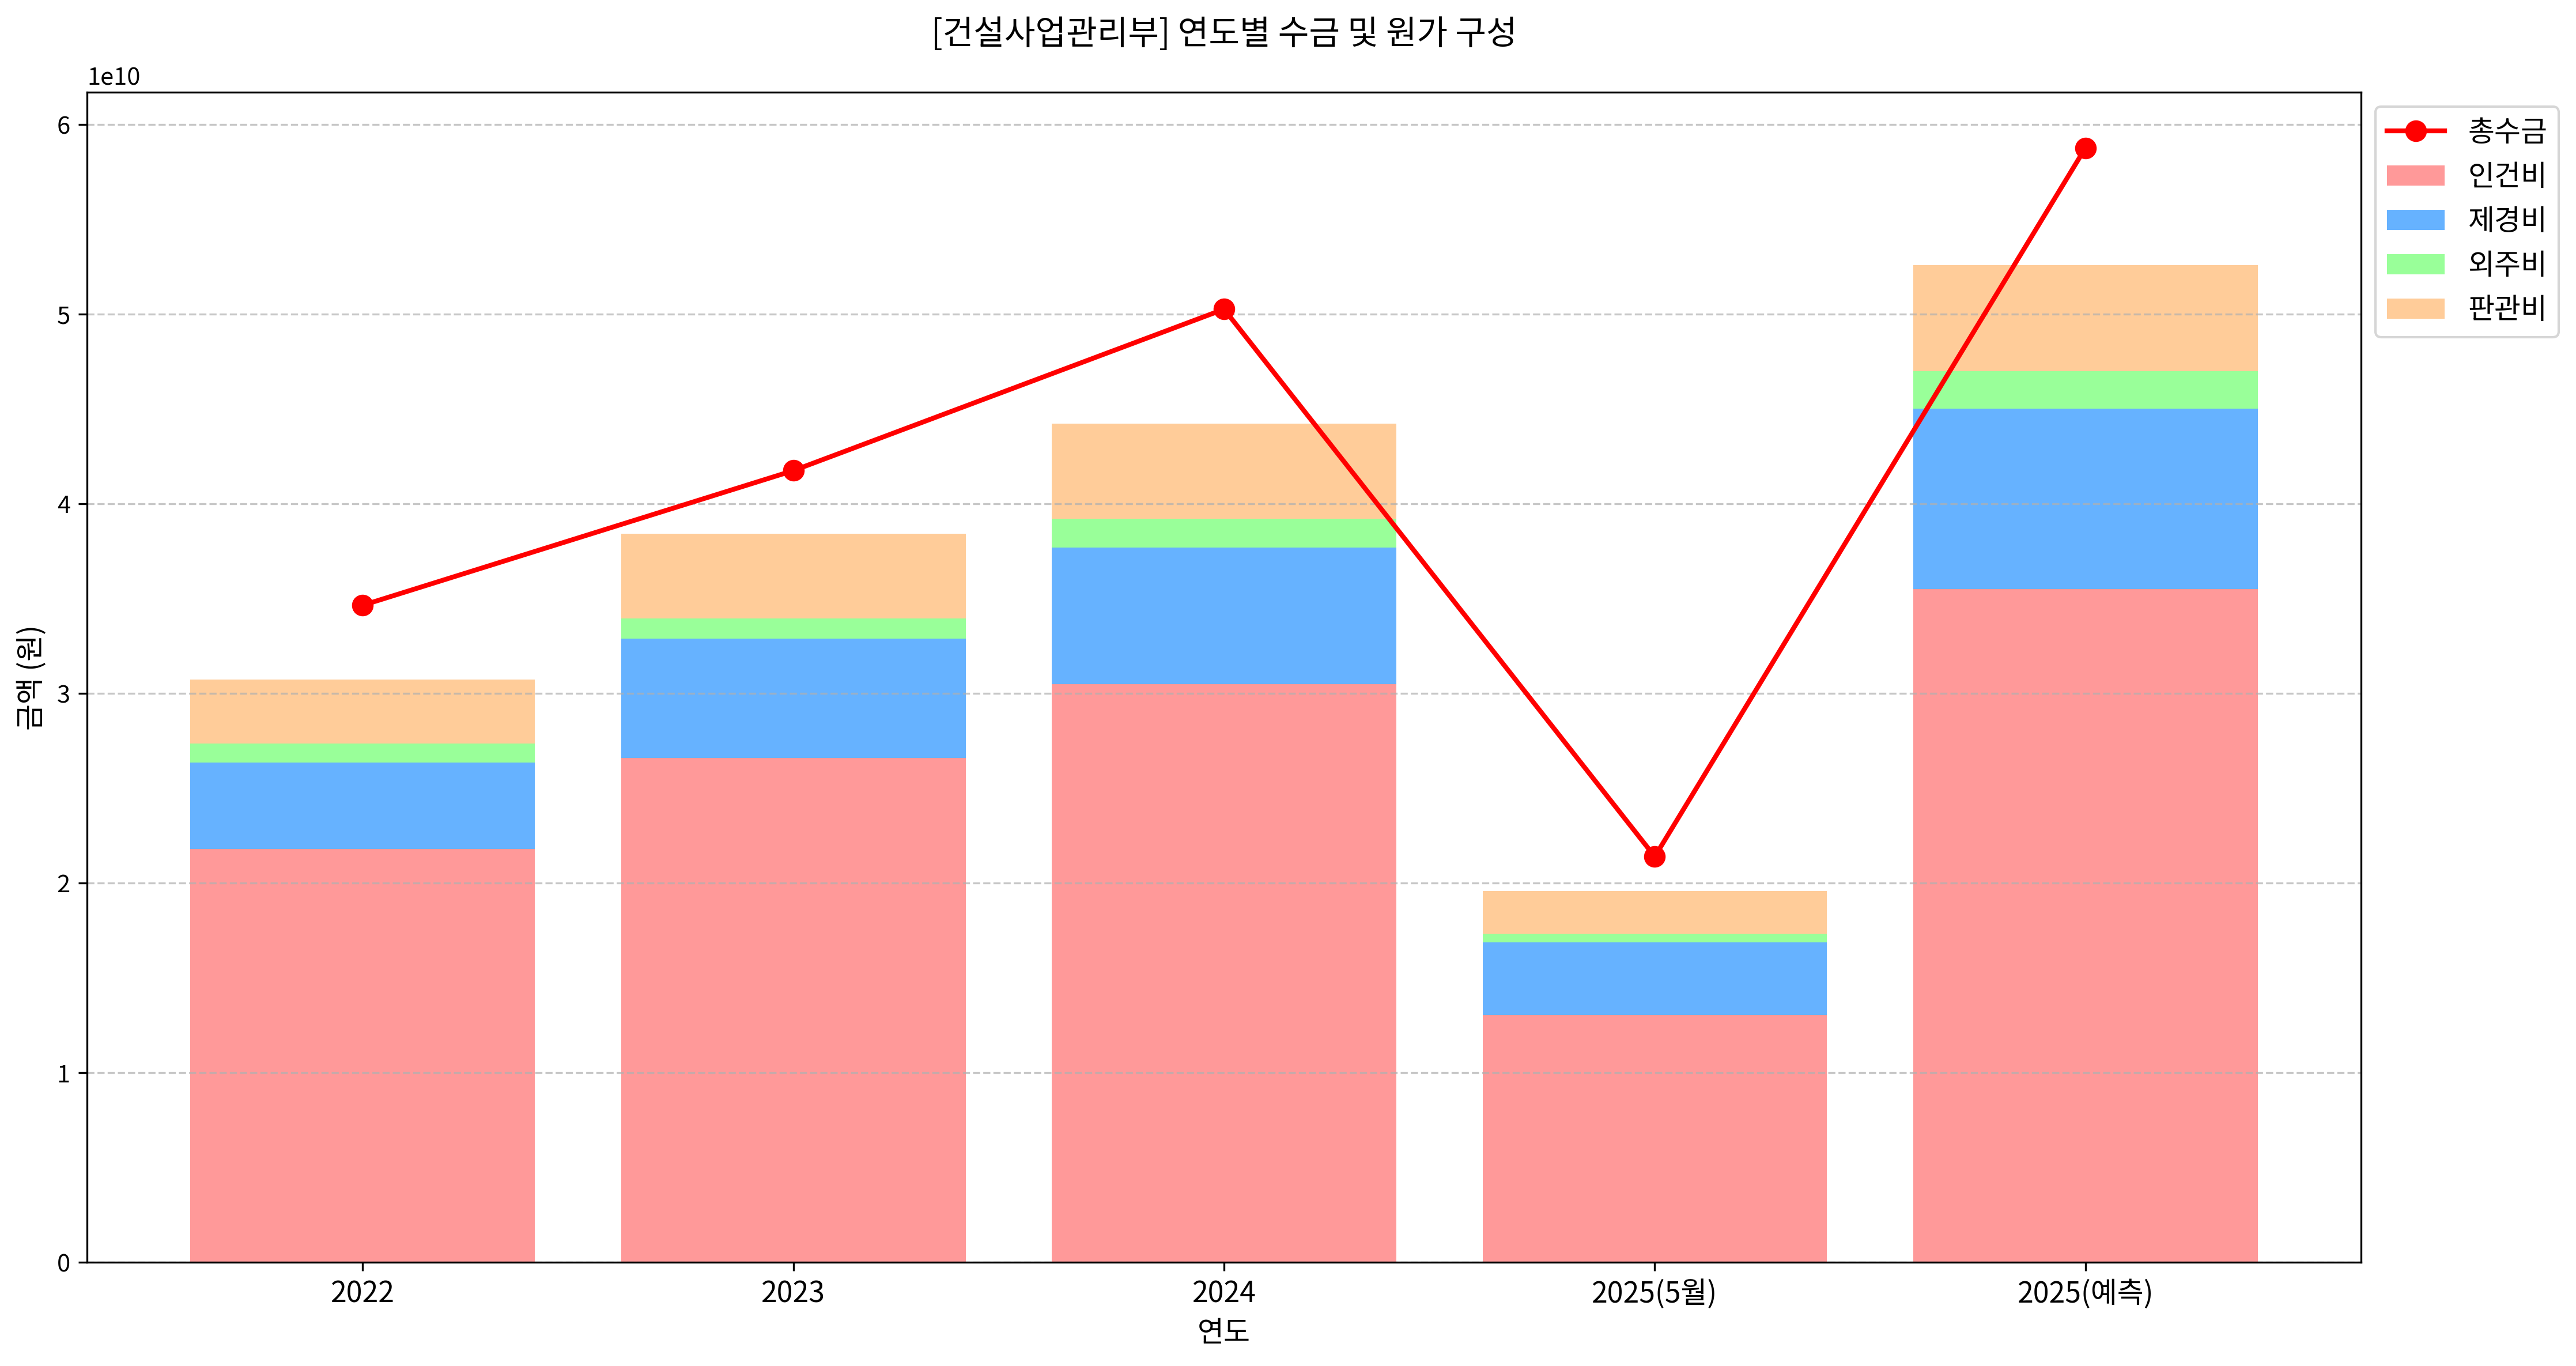 [건설사업관리부] 연도별 수금 및 원가 구성
1e10
6
5
4
3
2
1
0
금액 (원)
2022
2023
2024
2025(5월)
2025(예측)
연도
총수금
인건비
제경비
외주비
판관비